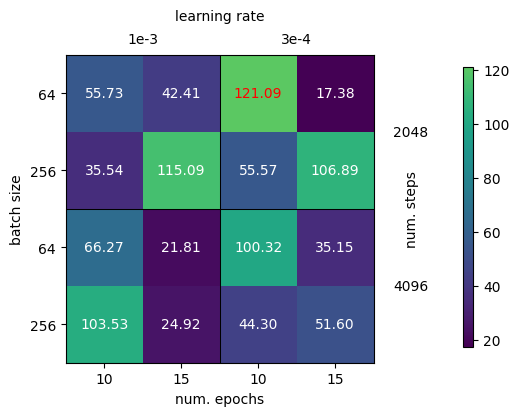 learning rate
1e-3 3e-4
120
64 55.73 42.41 121.09 17.38
2048
100
256 35.54 115.09 55.57 106.89
80
batch size
num. steps
60
64 66.27 21.81 100.32 35.15
4096
40
256 103.53 24.92 44.30 51.60
20
10 15 10 15
num. epochs